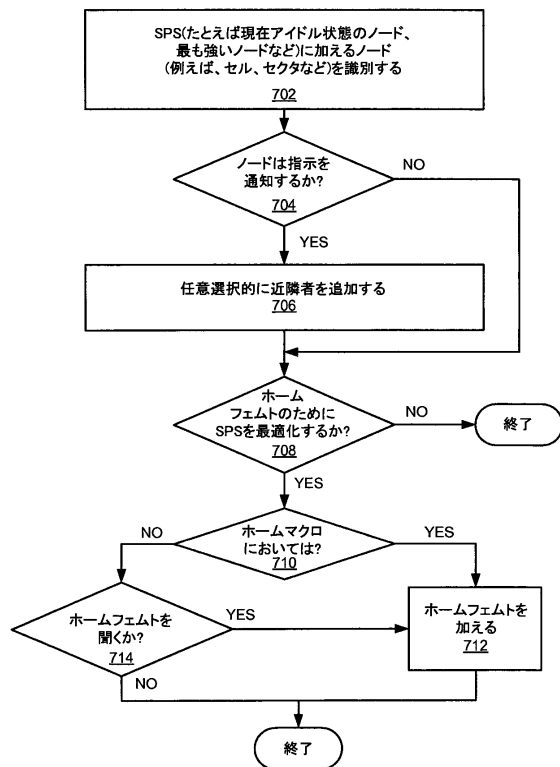 SPS(たとえば現在アイドル状態のノード、
最も強いノードなど)に加えるノード
(例えば、セル、セクタなど)を識別する
702
ノードは指示を
通知するか?
704
NO
YES
任意選択的に近隣者を追加する
706
ホーム
フェムトのために
SPSを最適化するか?
708
NO
終了
YES
ホームマクロ
においては?
710
NO
YES
ホームフェムトを
聞くか?
714
YES
ホームフェムトを
加える
712
NO
終了